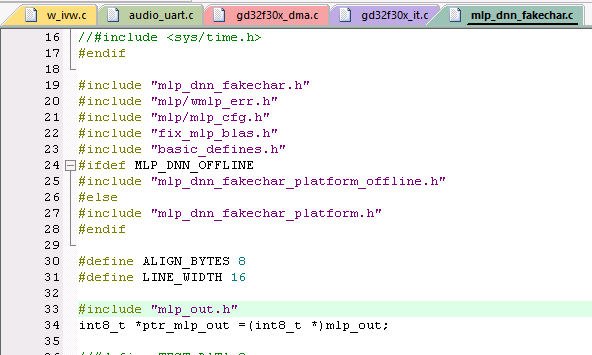 w_ivw.c audio_uart.c gd32f30x_dma.c gd32f30x_it.c mlp_dnn_fakechar.c
16 //#include <sys/time.h>
17 #endif
18
19 #include "mlp_dnn_fakechar.h"
20 #include "mlp/wmlp_err.h"
21 #include "mlp/mlp_cfg.h"
22 #include "fix_mlp_blas.h"
23 #include "basic_defines.h"
24 #ifdef MLP_DNN_OFFLINE
25 #include "mlp_dnn_fakechar_platform_offline.h"
26 #else
27 #include "mlp_dnn_fakechar_platform.h"
28 #endif
29
30 #define ALIGN_BYTES 8
31 #define LINE_WIDTH 16
32
33 #include "mlp_out.h"
34 int8_t *ptr_mlp_out =(int8_t *)mlp_out;
35